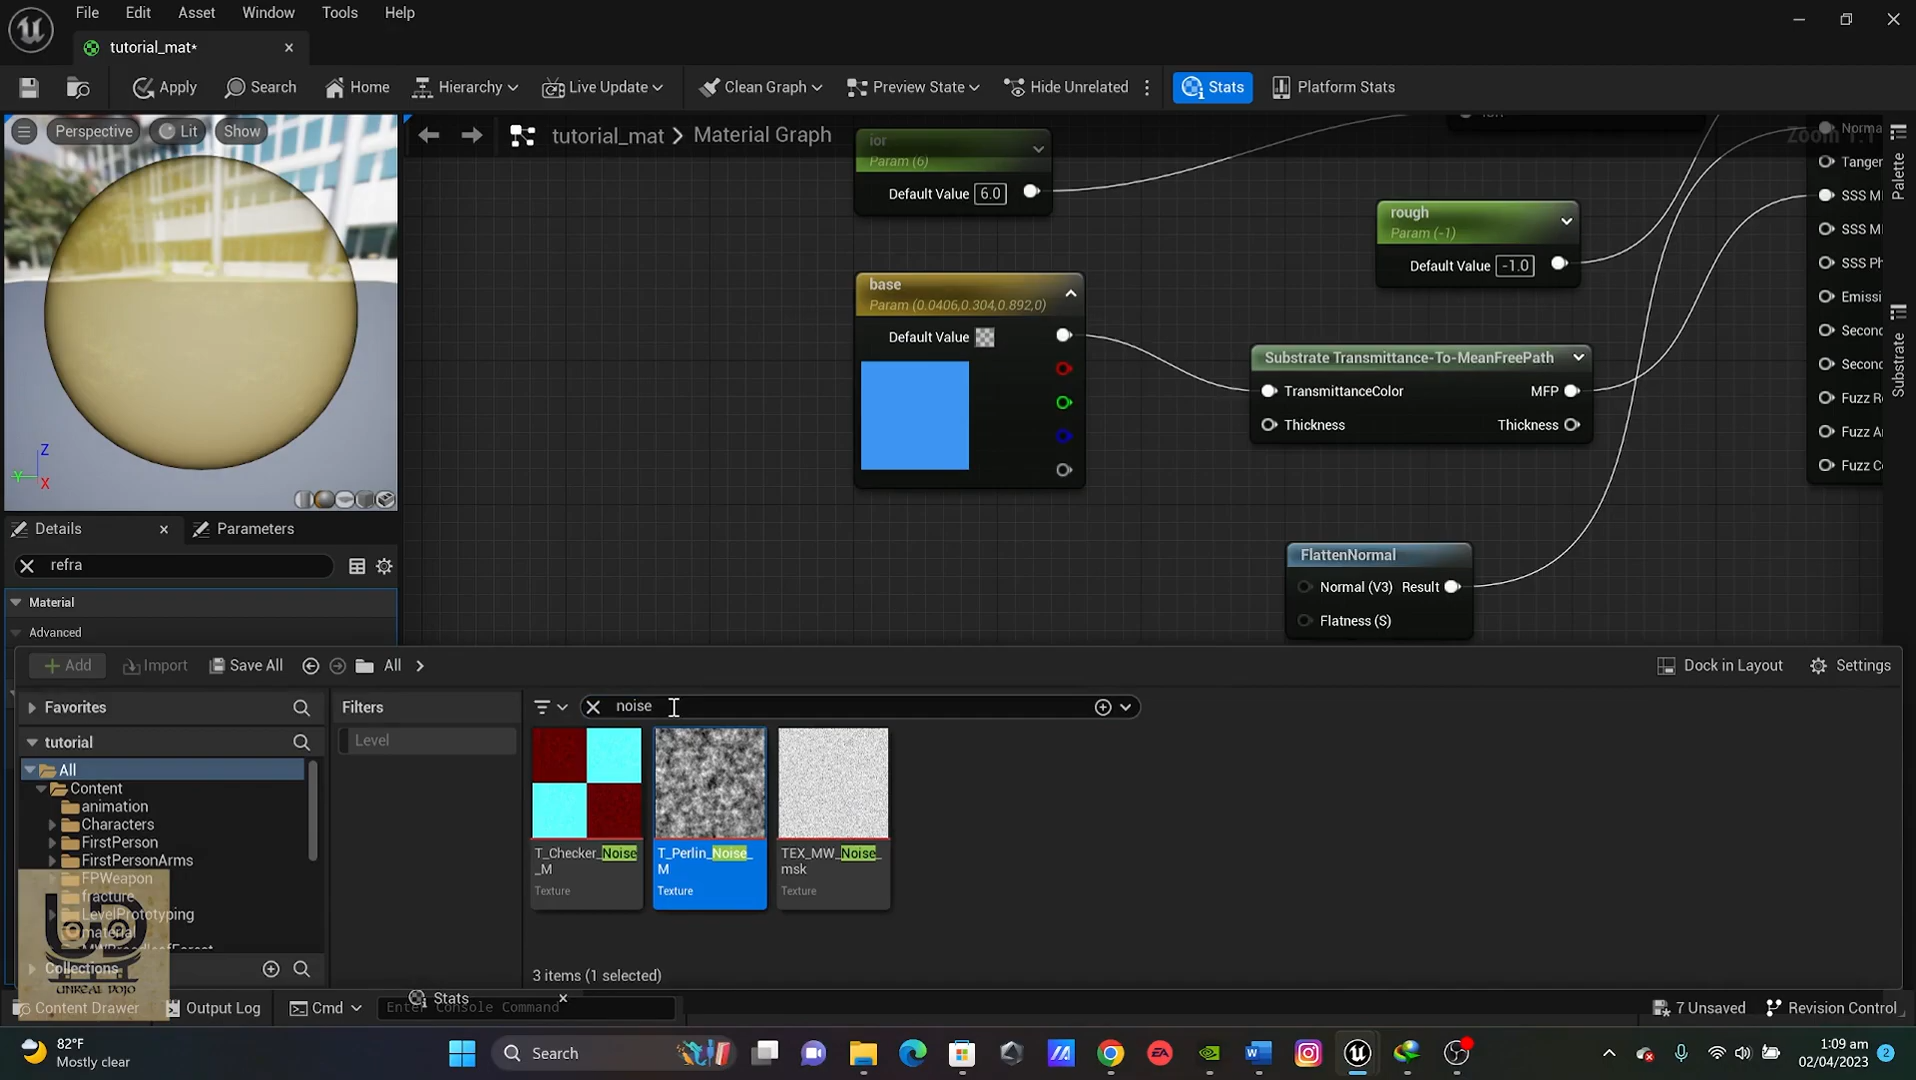 File Edit Asset Window Tools Help
tutorial_mat*
Apply Search Home Hierarchy Live Update Clean Graph Preview State Hide Unrelated Stats Platform Stats
Perspective Lit Show
tutorial_mat > Material Graph
ior
Param (6)
Default Value 6.0
rough
Param (-1)
Default Value -1.0
base
Param (0.0406,0.304,0.892,0)
Default Value
Substrate Transmittance-To-MeanFreePath
TransmittanceColor MFP
Thickness Thickness
FlattenNormal
Normal (V3) Result
Flatness (S)
Norma
Tanger
SSS MI
SSS M
SSS Ph
Emissi
Second
Second
Fuzz R
Fuzz A
Fuzz C
Palette
Substrate
Z
Y
X
Details Parameters
refra
Material
Advanced
Add Import Save All All
Dock in Layout Settings
Favorites
tutorial
All
Content
animation
Characters
FirstPerson
FirstPersonArms
FPWeapon
fracture
LevelPrototyping
material
Collections
UNREAL DOJO
Filters
Level
noise
T_Checker_Noise
_M
Texture
T_Perlin_Noise_
M
Texture
TEX_MW_Noise_
msk
Texture
3 items (1 selected)
Stats
Content Drawer Output Log Cmd Enter Console Command 7 Unsaved Revision Control
82°F
Mostly clear
Search
EA
1:09 am
02/04/2023
2